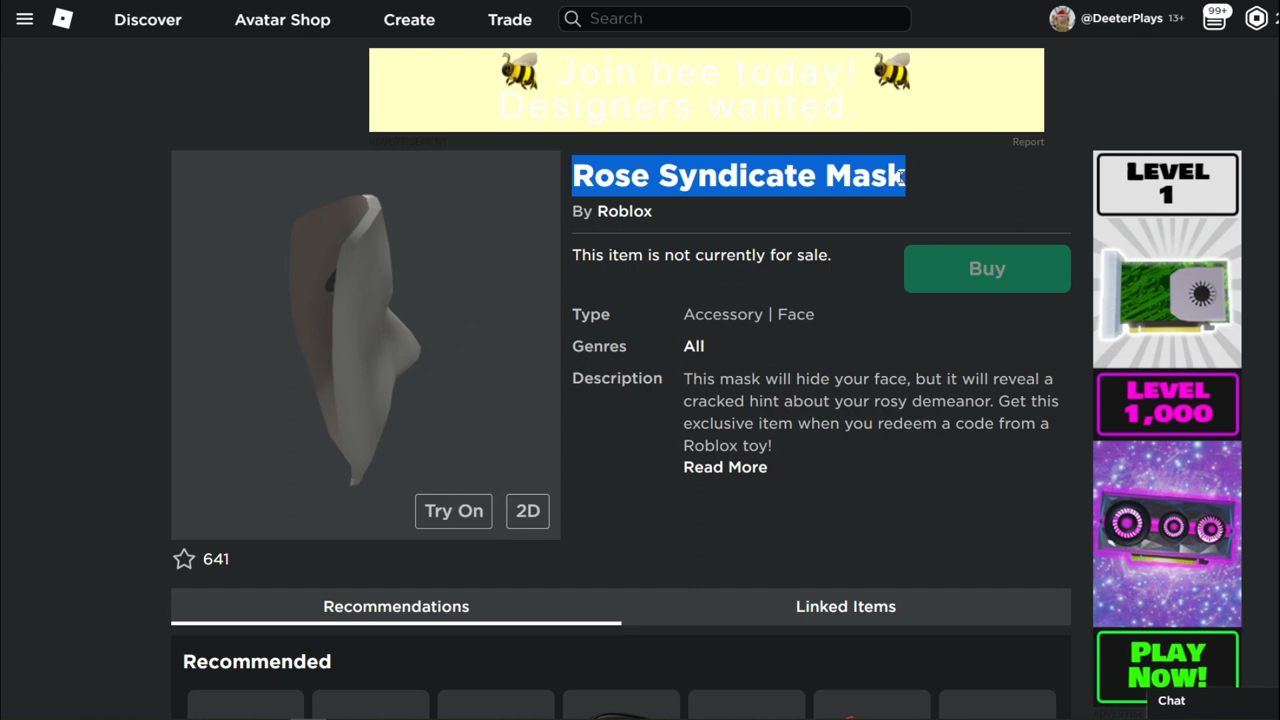 Discover
Avatar Shop
Create
Trade
Search
@DeeterPlays 13+
99+
Join bee today!
Designers wanted.
Report
Rose Syndicate Mask
By Roblox
This item is not currently for sale.
Buy
Type
Accessory | Face
Genres
All
Description
This mask will hide your face, but it will reveal a
cracked hint about your rosy demeanor. Get this
exclusive item when you redeem a code from a
Roblox toy!
Read More
Try On
2D
641
LEVEL
1
LEVEL
1,000
PLAY
NOW!
Recommendations
Linked Items
Recommended
Chat